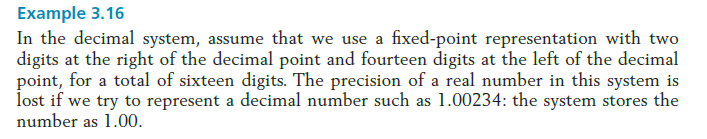 Example 3.16
In the decimal system, assume that we use a fixed-point representation with two
digits at the right of the decimal point and fourteen digits at the left of the decimal
point, for a total of sixteen digits. The precision of a real number in this system is
lost if we try to represent a decimal number such as 1.00234: the system stores the
number as 1.00.